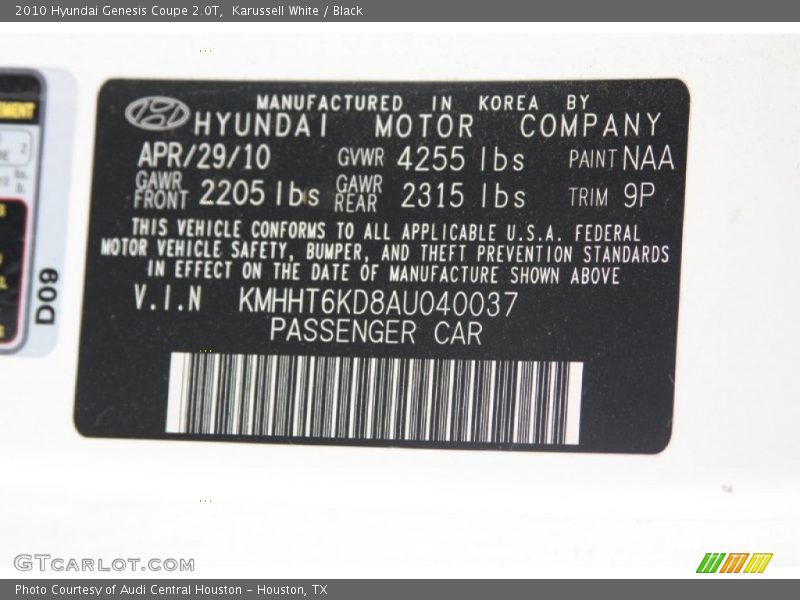 2010 Hyundai Genesis Coupe 2.0T,  Karussell White / Black
MANUFACTURED IN KOREA BY
HYUNDAI MOTOR COMPANY
APR/29/10 GVWR 4255 lbs PAINT NAA
GAWR FRONT 2205 lbs GAWR REAR 2315 lbs TRIM 9P
THIS VEHICLE CONFORMS TO ALL APPLICABLE U.S.A. FEDERAL
MOTOR VEHICLE SAFETY, BUMPER, AND THEFT PREVENTION STANDARDS
IN EFFECT ON THE DATE OF MANUFACTURE SHOWN ABOVE
V.I.N KMHHT6KD8AU040037
PASSENGER CAR
D09
GTCARLOT.COM
Photo Courtesy of Audi Central Houston - Houston, TX